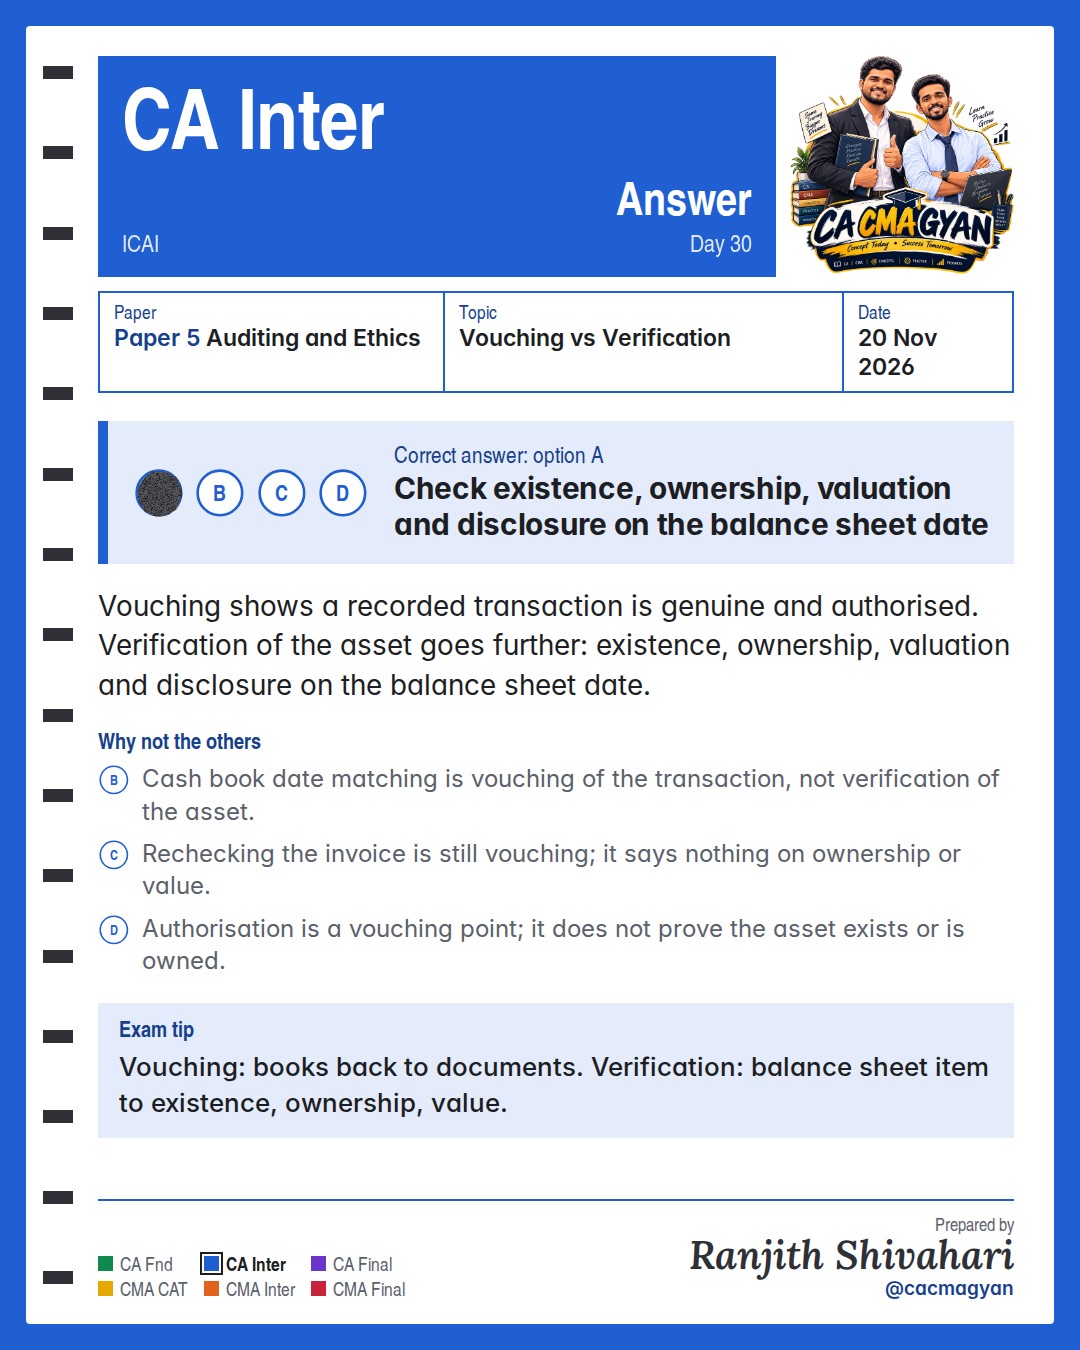 CA Inter
Answer
ICAI
Day 30
CA CMA GYAN
Concept Today • Success Tomorrow
Learn
Practice
Grow
Paper
Paper 5 Auditing and Ethics
Topic
Vouching vs Verification
Date
20 Nov
2026
B C D
Correct answer: option A
Check existence, ownership, valuation
and disclosure on the balance sheet date
Vouching shows a recorded transaction is genuine and authorised.
Verification of the asset goes further: existence, ownership, valuation
and disclosure on the balance sheet date.
Why not the others
B Cash book date matching is vouching of the transaction, not verification of
the asset.
C Rechecking the invoice is still vouching; it says nothing on ownership or
value.
D Authorisation is a vouching point; it does not prove the asset exists or is
owned.
Exam tip
Vouching: books back to documents. Verification: balance sheet item
to existence, ownership, value.
Prepared by
Ranjith Shivahari
@cacmagyan
CA Fnd CA Inter CA Final
CMA CAT CMA Inter CMA Final